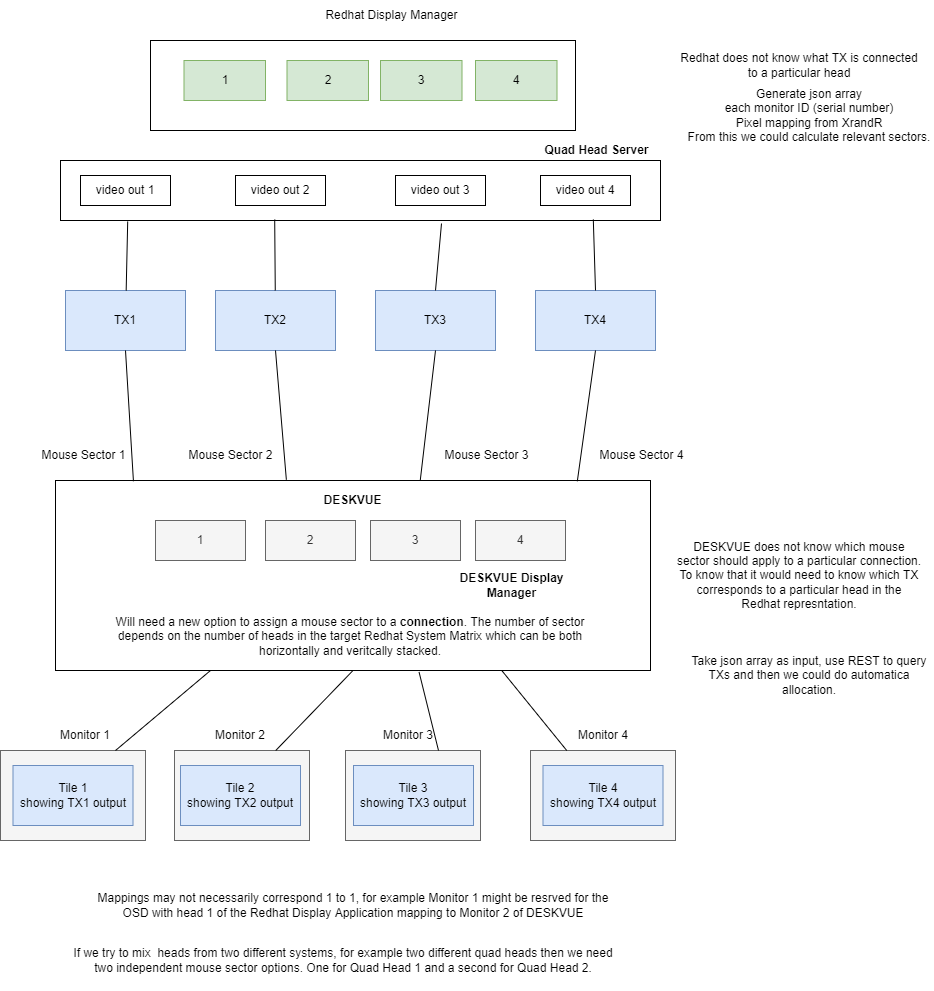 Redhat Display Manager
1
2
3
4
Redhat does not know what TX is connected
to a particular head
Generate json array
each monitor ID (serial number)
Pixel mapping from XrandR
From this we could calculate relevant sectors.
Quad Head Server
video out 1
video out 2
video out 3
video out 4
TX1
TX2
TX3
TX4
Mouse Sector 1
Mouse Sector 2
Mouse Sector 3
Mouse Sector 4
DESKVUE
1
2
3
4
DESKVUE Display
Manager
Will need a new option to assign a mouse sector to a connection. The number of sector
depends on the number of heads in the target Redhat System Matrix which can be both
horizontally and veritcally stacked.
DESKVUE does not know which mouse
sector should apply to a particular connection.
To know that it would need to know which TX
corresponds to a particular head in the
Redhat represntation.
Take json array as input, use REST to query
TXs and then we could do automatica
allocation.
Monitor 1
Monitor 2
Monitor 3
Monitor 4
Tile 1
showing TX1 output
Tile 2
showing TX2 output
Tile 3
showing TX3 output
Tile 4
showing TX4 output
Mappings may not necessarily correspond 1 to 1, for example Monitor 1 might be resrved for the
OSD with head 1 of the Redhat Display Application mapping to Monitor 2 of DESKVUE
If we try to mix heads from two different systems, for example two different quad heads then we need
two independent mouse sector options. One for Quad Head 1 and a second for Quad Head 2.